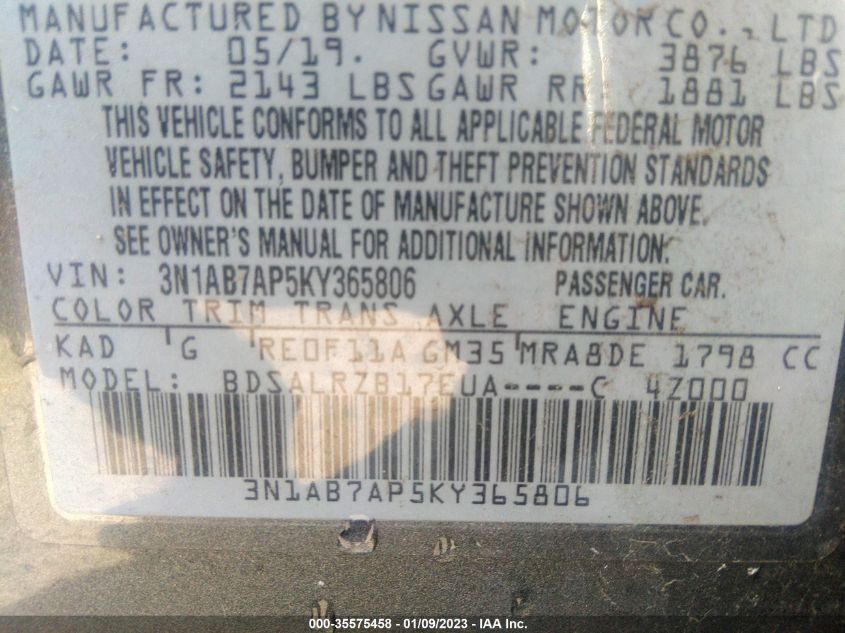 MANUFACTURED BY NISSAN MOTOR CO., LTD
DATE: 05/19. GVWR: 3876 LBS
GAWR FR: 2143 LBS GAWR RR 1881 LBS
THIS VEHICLE CONFORMS TO ALL APPLICABLE FEDERAL MOTOR
VEHICLE SAFETY, BUMPER AND THEFT PREVENTION STANDARDS
IN EFFECT ON THE DATE OF MANUFACTURE SHOWN ABOVE.
SEE OWNER'S MANUAL FOR ADDITIONAL INFORMATION.
VIN: 3N1AB7AP5KY365806 PASSENGER CAR.
COLOR TRIM TRANS AXLE ENGINE
KAD G RE0F11A GM35 MRA8DE 1798 CC
MODEL: BDSALRZB17EUA----C 4Z000
3N1AB7AP5KY365806
000-35575458 - 01/09/2023 - IAA Inc.